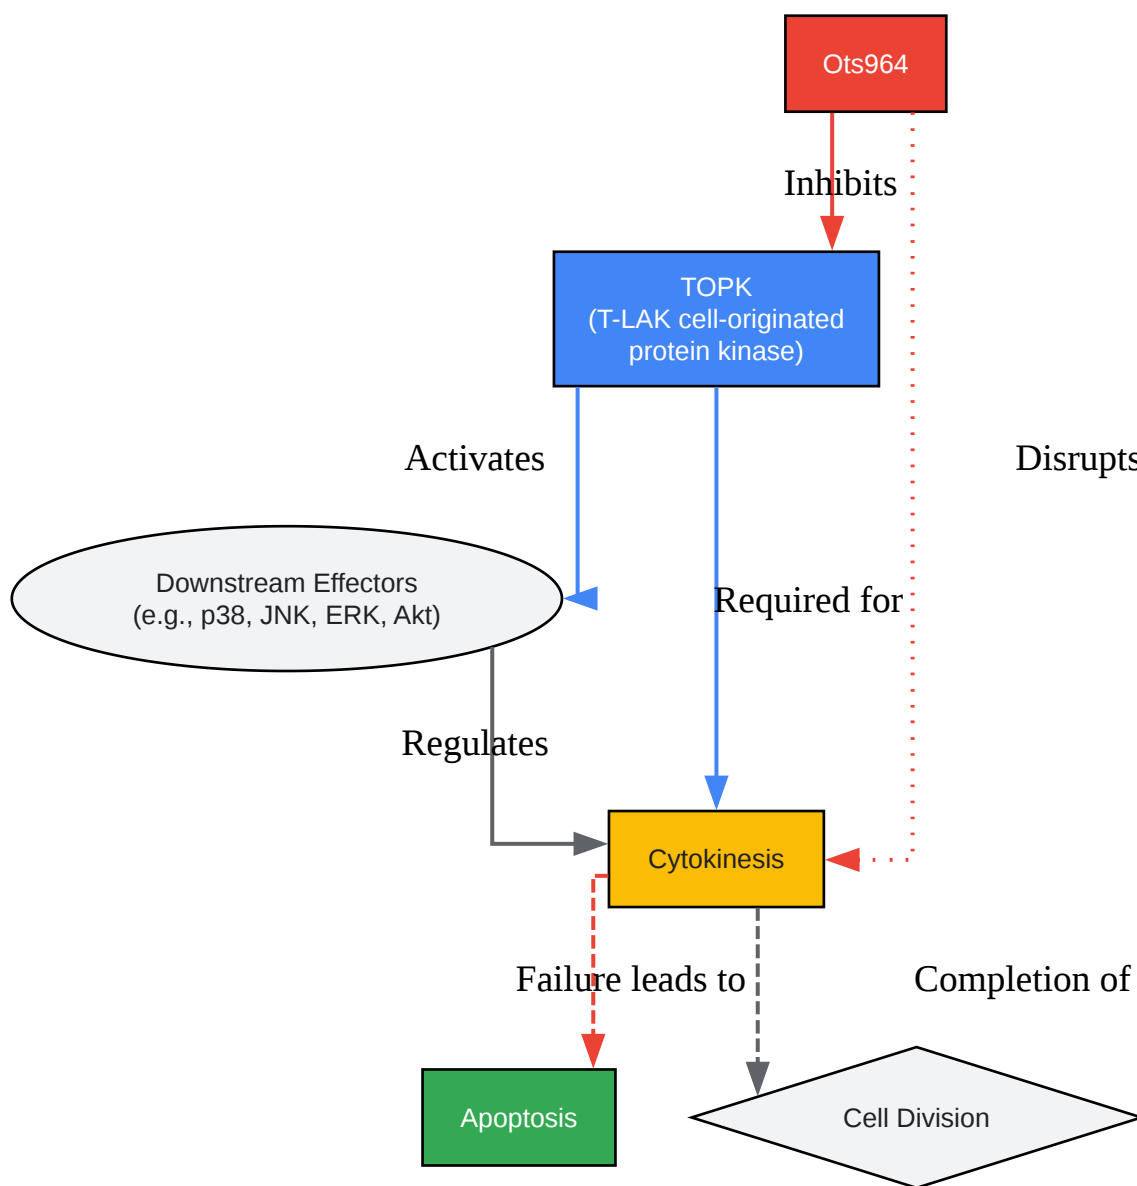 Ots964
Inhibits
TOPK
(T-LAK cell-originated
protein kinase)
Activates
Disrupts
Downstream Effectors
(e.g., p38, JNK, ERK, Akt)
Required for
Regulates
Cytokinesis
Failure leads to
Completion of
Apoptosis
Cell Division